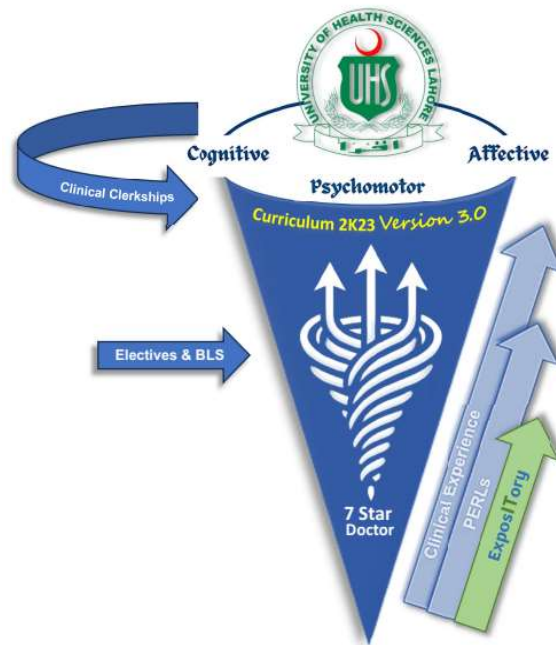 UNIVERSITY OF HEALTH SCIENCES LAHORE
UHS
Cognitive
Affective
Psychomotor
Clinical Clerkships
Curriculum 2K23 Version 3.0
Electives & BLS
7 Star
Doctor
Clinical Experience
PERLs
ExposITory